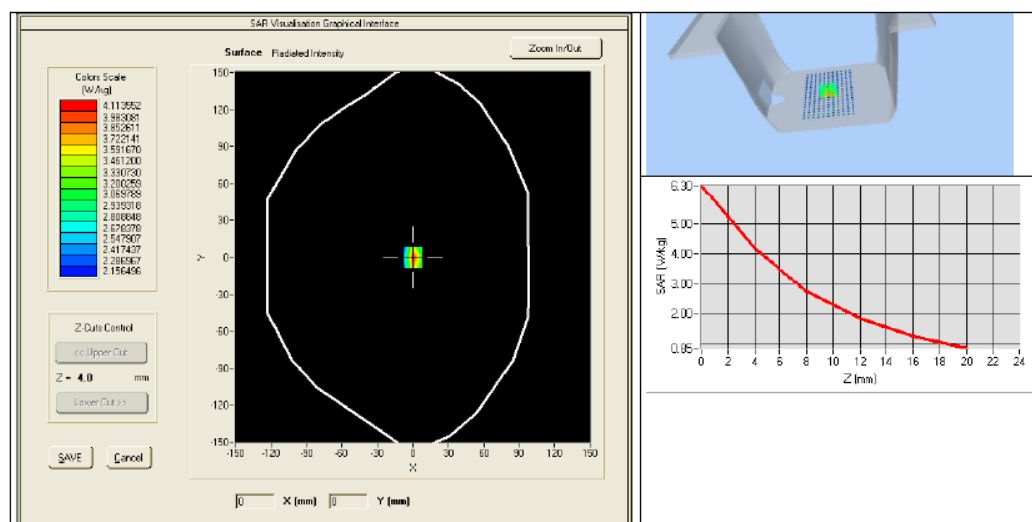 SAR Visualisation Graphical Interface
Surface Radiated Intensity
Zoom In/Out
Colors Scale
(W/kg)
4.113552
3.983081
3.852611
3.722141
3.591670
3.461200
3.330730
3.200259
3.069789
2.939318
2.808848
2.678378
2.547907
2.417437
2.286967
2.156496
Z-Cuts Control
<< Upper Cut
Z = 4.0 mm
Lower Cut >>
SAVE
Cancel
150
120
90
60
30
0
-30
-60
-90
-120
-150
Y
-150 -120 -90 -60 -30 0 30 60 90 120 150
X
0 X (mm) 0 Y (mm)
6.30
5.00
4.00
3.00
2.00
0.85
SAR (W/kg)
0 2 4 6 8 10 12 14 16 18 20 22 24
Z (mm)